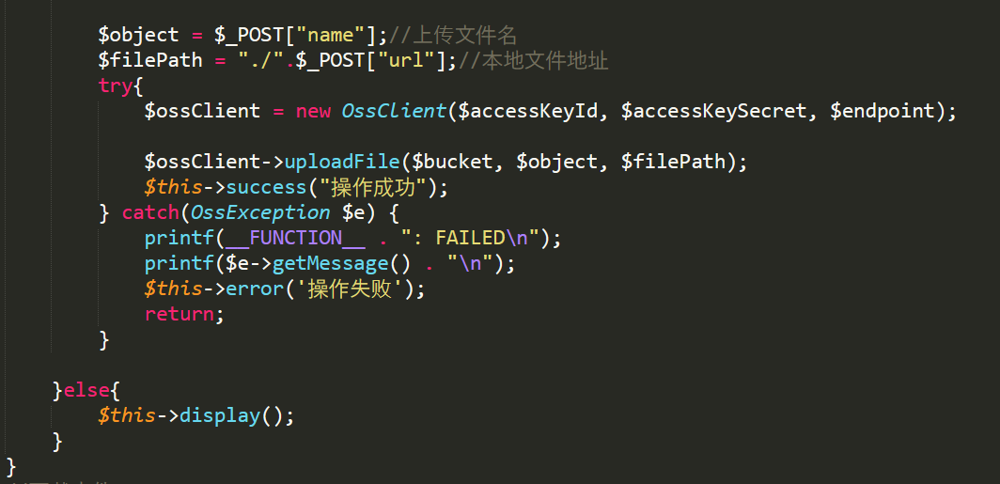 $object = $_POST["name"];//上传文件名
$filePath = "./".$_POST["url"];//本地文件地址
try{
$ossClient = new OssClient($accessKeyId, $accessKeySecret, $endpoint);
$ossClient->uploadFile($bucket, $object, $filePath);
$this->success("操作成功");
} catch(OssException $e) {
printf(__FUNCTION__ . ": FAILED\n");
printf($e->getMessage() . "\n");
$this->error('操作失败');
return;
}
}else{
$this->display();
}
}